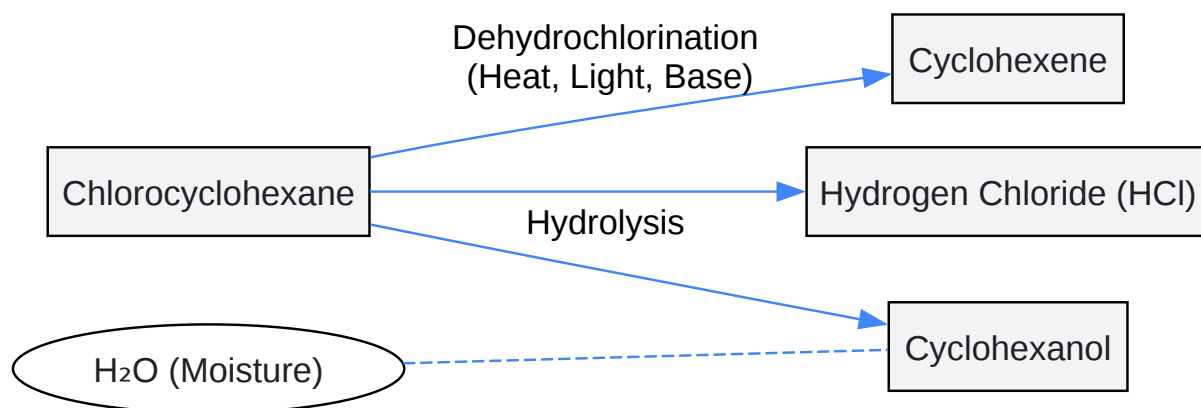 Dehydrochlorination
(Heat, Light, Base)
Cyclohexene
Chlorocyclohexane
Hydrogen Chloride (HCl)
Hydrolysis
Cyclohexanol
H₂O (Moisture)